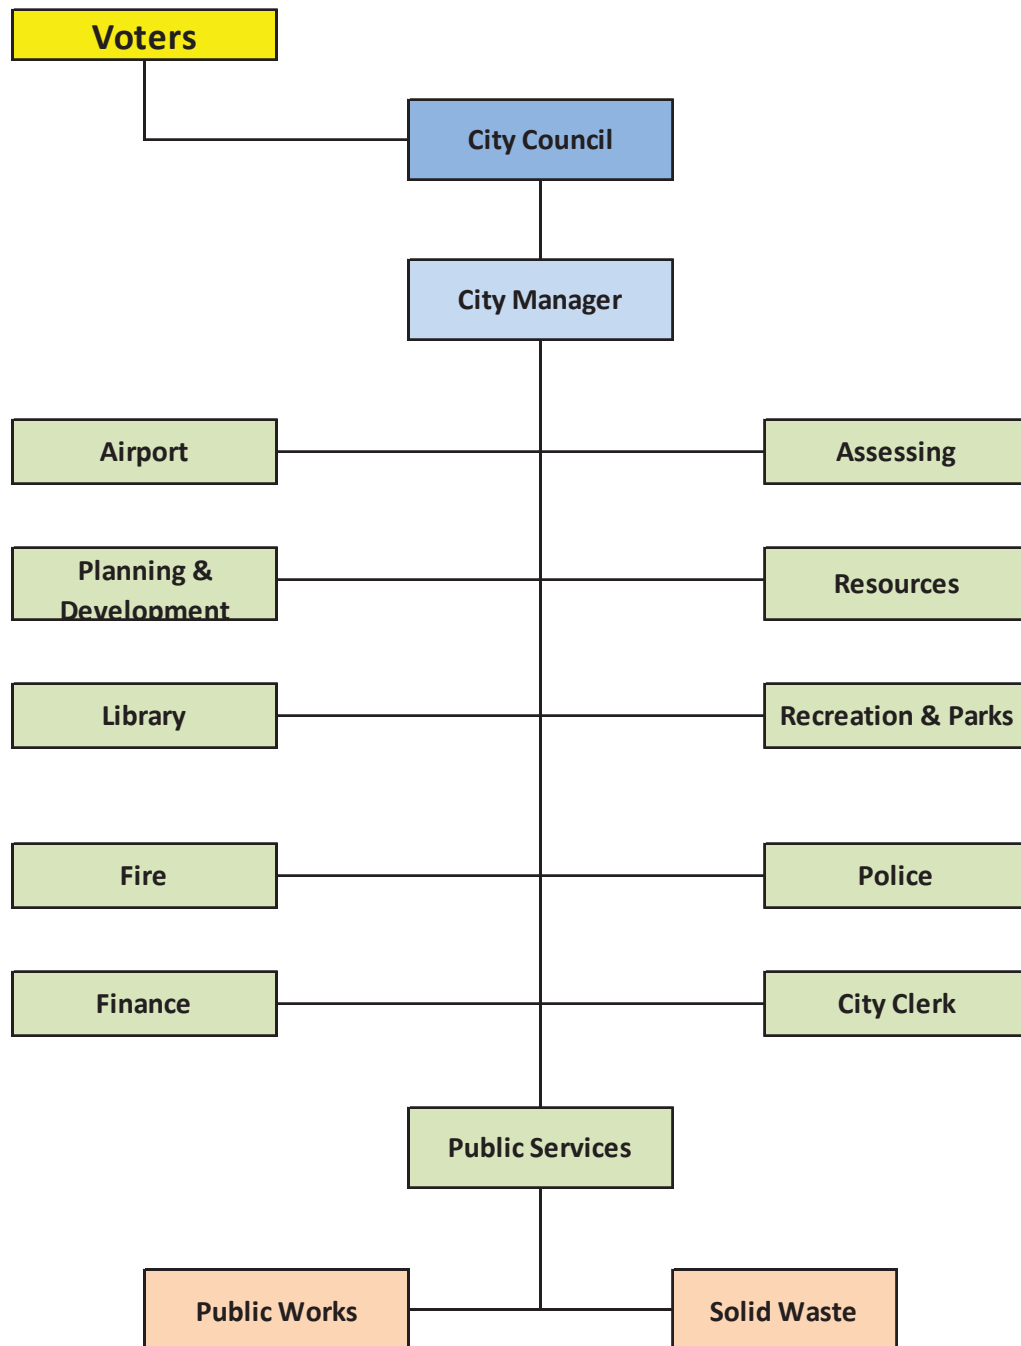 Voters
City Council
City Manager
Airport
Assessing
Planning &
Development
Resources
Library
Recreation & Parks
Fire
Police
Finance
City Clerk
Public Services
Public Works
Solid Waste